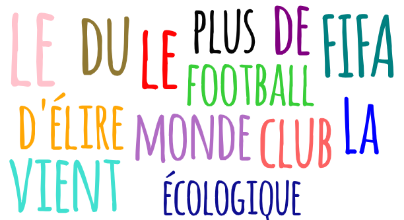 LE DU LE PLUS DE FIFA
FOOTBALL
D'ÉLIRE MONDE CLUB LA
VIENT ÉCOLOGIQUE